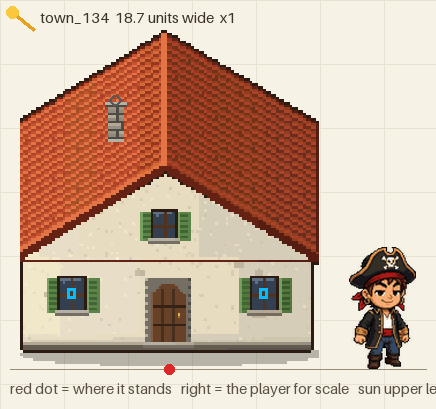 town_134 18.7 units wide x1
red dot = where it stands right = the player for scale sun upper le